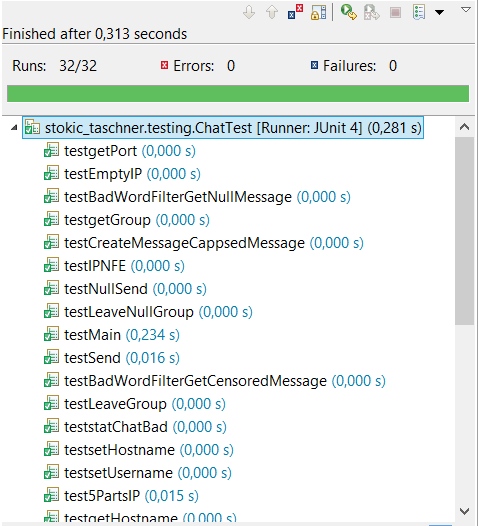 Finished after 0,313 seconds
Runs: 32/32 Errors: 0 Failures: 0
stokic_taschner.testing.ChatTest [Runner: JUnit 4] (0,281 s)
testgetPort (0,000 s)
testEmptyIP (0,000 s)
testBadWordFilterGetNullMessage (0,000 s)
testgetGroup (0,000 s)
testCreateMessageCappsedMessage (0,000 s)
testIPNFE (0,000 s)
testNullSend (0,000 s)
testLeaveNullGroup (0,000 s)
testMain (0,234 s)
testSend (0,016 s)
testBadWordFilterGetCensoredMessage (0,000 s)
testLeaveGroup (0,000 s)
teststatChatBad (0,000 s)
testsetHostname (0,000 s)
testsetUsername (0,000 s)
test5PartsIP (0,015 s)
testgetHostname (0,000 s)